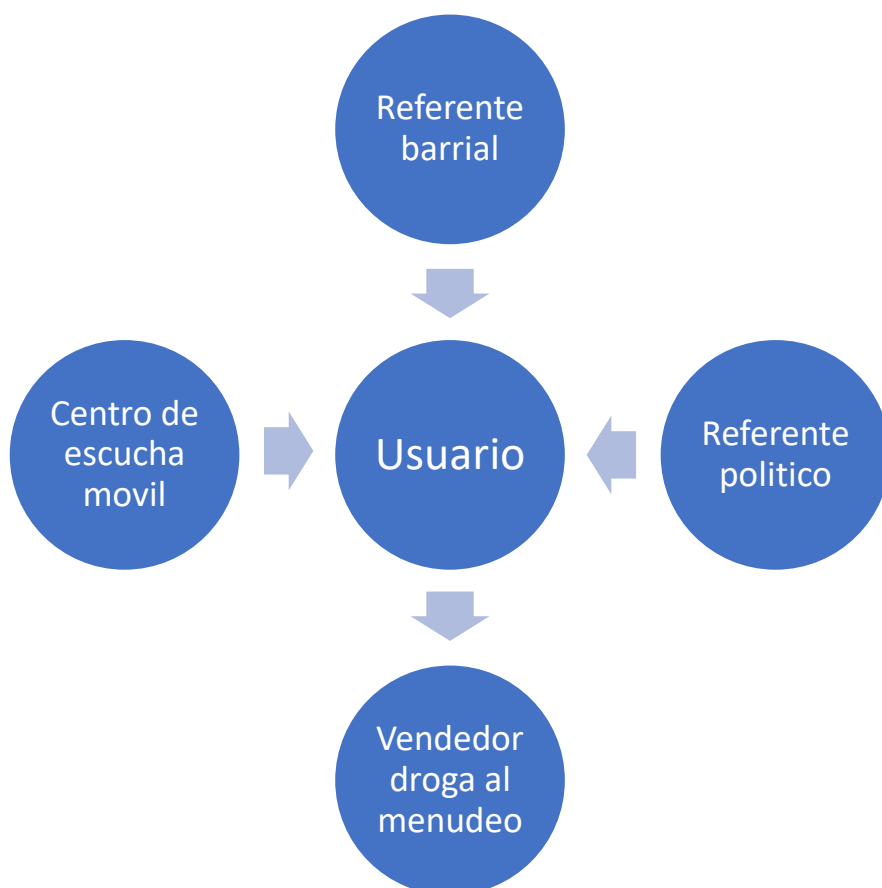 Referente
barrial
Centro de
escucha
movil
Usuario
Referente
politico
Vendedor
droga al
menudeo